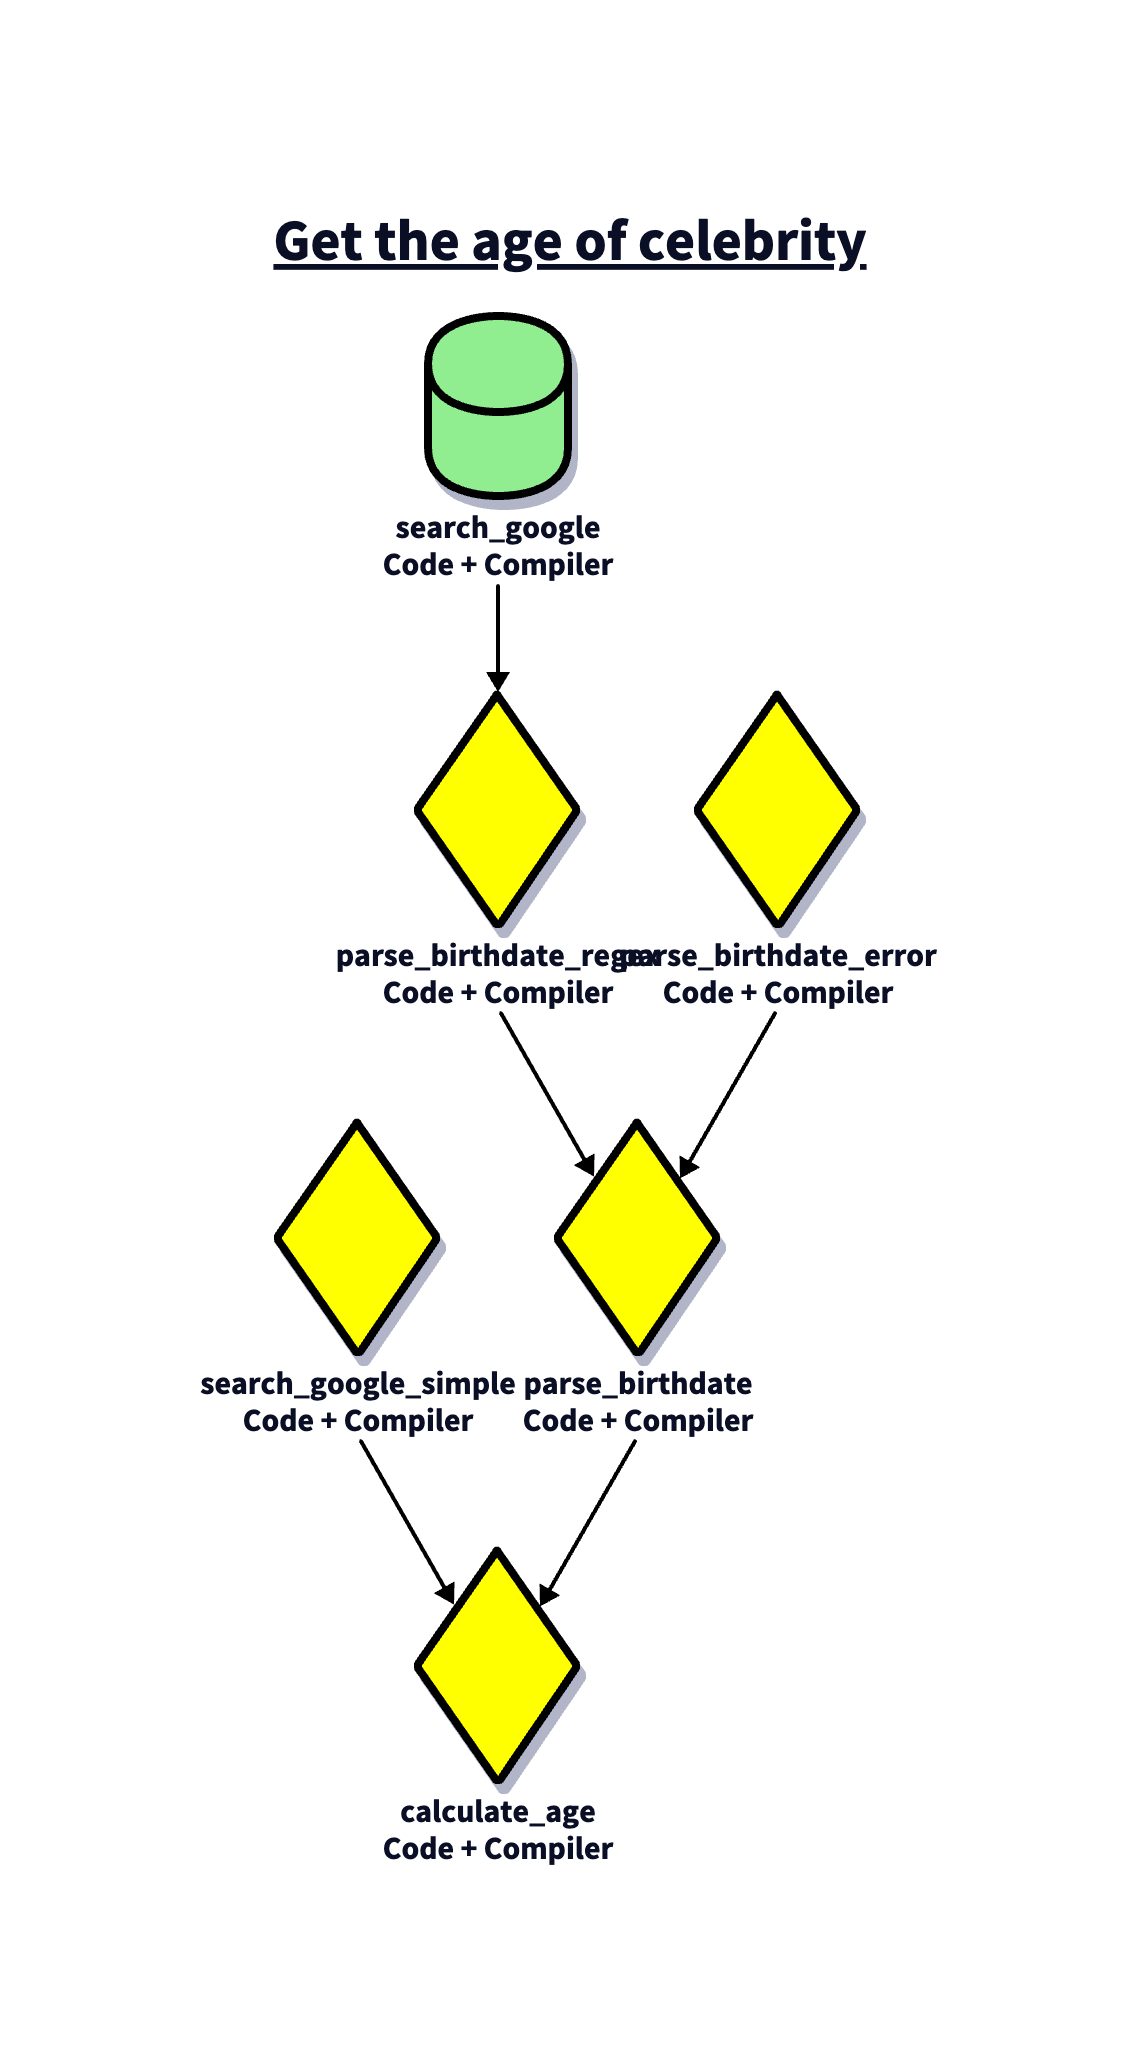 Get the age of celebrity
search_google
Code + Compiler
parse_birthdate_regex
Code + Compiler
parse_birthdate_error
Code + Compiler
search_google_simple
Code + Compiler
parse_birthdate
Code + Compiler
calculate_age
Code + Compiler